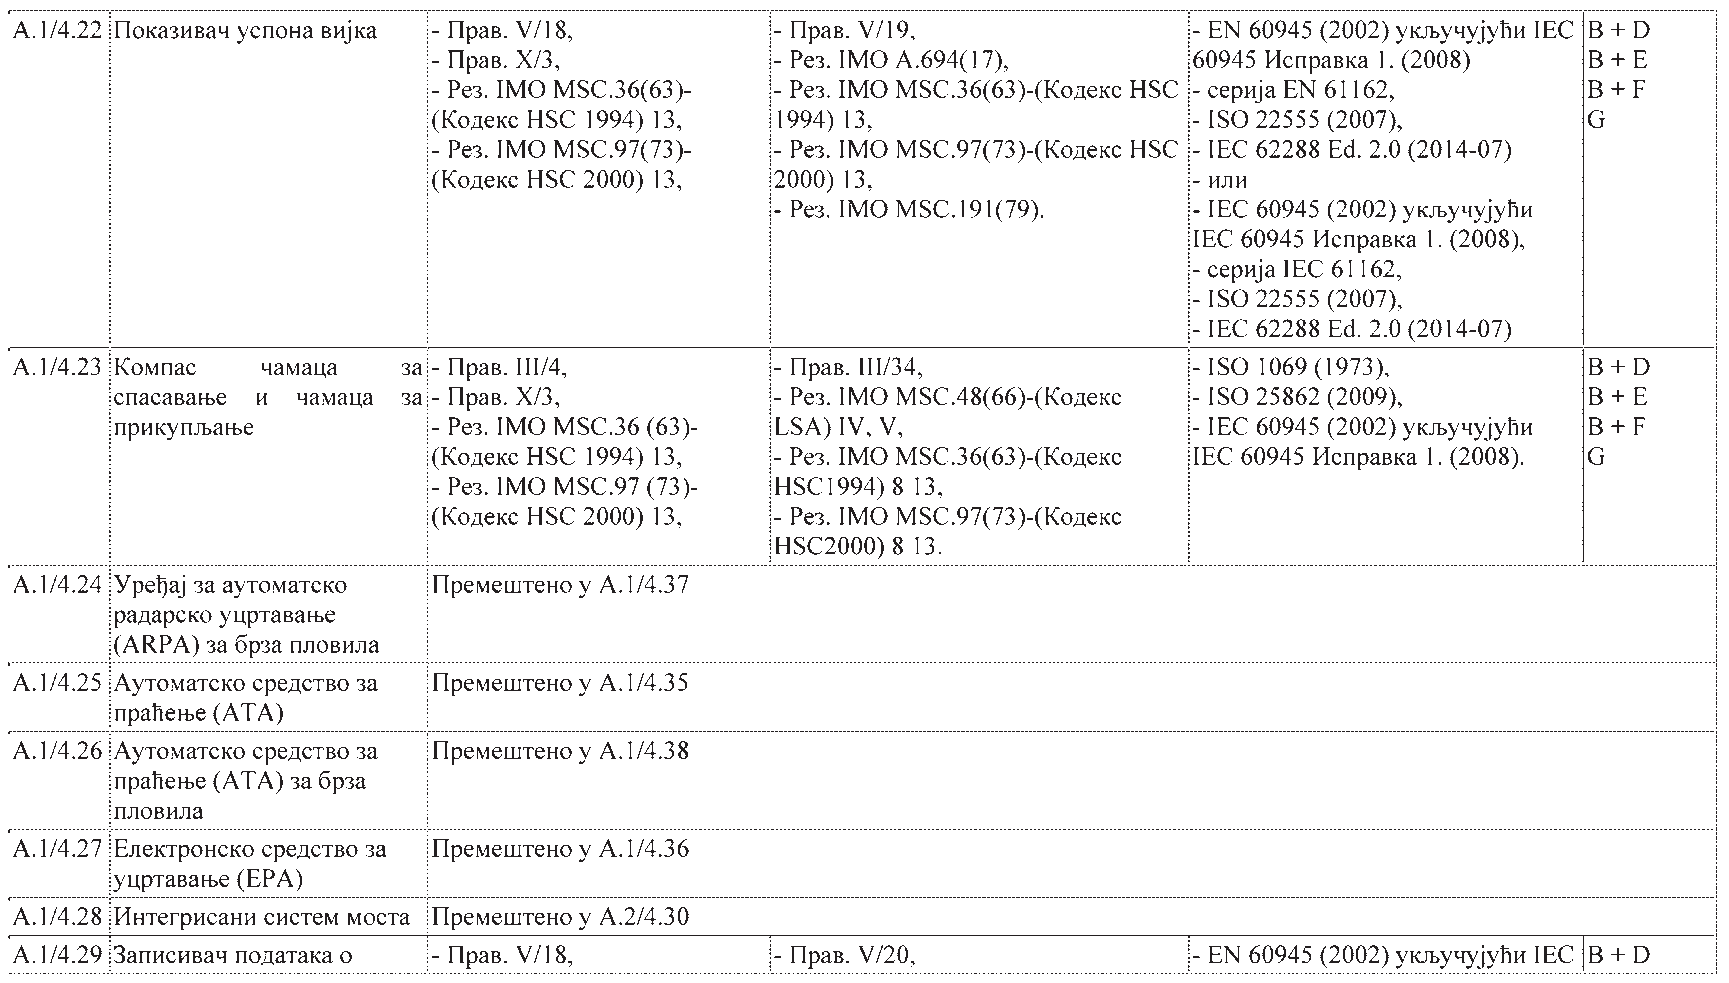 А.1/4.22 Показивач успона вијка
- Прав. V/18,
- Прав. X/3,
- Рез. IMO MSC.36(63)-
(Кодекс HSC 1994) 13,
- Рез. IMO MSC.97(73)-
(Кодекс HSC 2000) 13,
- Прав. V/19,
- Рез. IMO A.694(17),
- Рез. IMO MSC.36(63)-(Кодекс HSC
1994) 13,
- Рез. IMO MSC.97(73)-(Кодекс HSC
2000) 13,
- Рез. IMO MSC.191(79).
- EN 60945 (2002) укључујући IEC
60945 Исправка 1. (2008)
- серија EN 61162,
- ISO 22555 (2007),
- IEC 62288 Ed. 2.0 (2014-07)
- или
- IEC 60945 (2002) укључујући
IEC 60945 Исправка 1. (2008),
- серија IEC 61162,
- ISO 22555 (2007),
- IEC 62288 Ed. 2.0 (2014-07)
B + D
B + E
B + F
G
А.1/4.23 Компас чамаца за
спасавање и чамаца за
прикупљање
- Прав. III/4,
- Прав. X/3,
- Рез. IMO MSC.36 (63)-
(Кодекс HSC 1994) 13,
- Рез. IMO MSC.97 (73)-
(Кодекс HSC 2000) 13,
- Прав. III/34,
- Рез. IMO MSC.48(66)-(Кодекс
LSA) IV, V,
- Рез. IMO MSC.36(63)-(Кодекс
HSC1994) 8 13,
- Рез. IMO MSC.97(73)-(Кодекс
HSC2000) 8 13.
- ISO 1069 (1973),
- ISO 25862 (2009),
- IEC 60945 (2002) укључујући
IEC 60945 Исправка 1. (2008).
B + D
B + E
B + F
G
А.1/4.24 Уређај за аутоматско
радарско уцртавање
(ARPA) за брза пловила
Премештено у А.1/4.37
А.1/4.25 Аутоматско средство за
праћење (АТА)
Премештено у А.1/4.35
А.1/4.26 Аутоматско средство за
праћење (АТА) за брза
пловила
Премештено у А.1/4.38
А.1/4.27 Електронско средство за
уцртавање (ЕРА)
Премештено у А.1/4.36
А.1/4.28 Интегрисани систем моста
Премештено у А.2/4.30
А.1/4.29 Записивач података о
- Прав. V/18,
- Прав. V/20,
- EN 60945 (2002) укључујући IEC
B + D